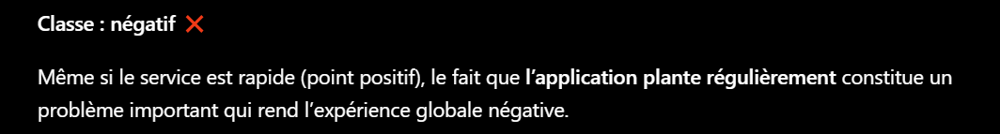 Classe : négatif ❌
Même si le service est rapide (point positif), le fait que l’application plante régulièrement constitue un
problème important qui rend l’expérience globale négative.